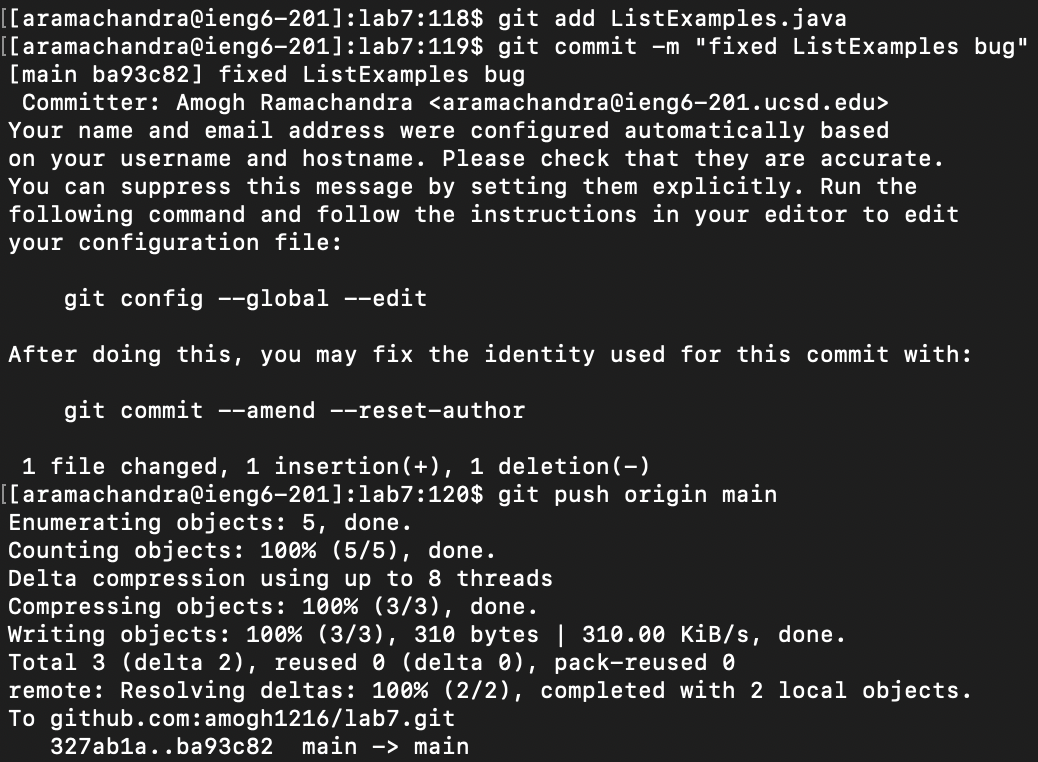 [[aramachandra@ieng6-201]:lab7:118$ git add ListExamples.java
[[aramachandra@ieng6-201]:lab7:119$ git commit -m "fixed ListExamples bug"
[main ba93c82] fixed ListExamples bug
 Committer: Amogh Ramachandra <aramachandra@ieng6-201.ucsd.edu>
Your name and email address were configured automatically based
on your username and hostname. Please check that they are accurate.
You can suppress this message by setting them explicitly. Run the
following command and follow the instructions in your editor to edit
your configuration file:

    git config --global --edit

After doing this, you may fix the identity used for this commit with:

    git commit --amend --reset-author

 1 file changed, 1 insertion(+), 1 deletion(-)
[[aramachandra@ieng6-201]:lab7:120$ git push origin main
Enumerating objects: 5, done.
Counting objects: 100% (5/5), done.
Delta compression using up to 8 threads
Compressing objects: 100% (3/3), done.
Writing objects: 100% (3/3), 310 bytes | 310.00 KiB/s, done.
Total 3 (delta 2), reused 0 (delta 0), pack-reused 0
remote: Resolving deltas: 100% (2/2), completed with 2 local objects.
To github.com:amogh1216/lab7.git
   327ab1a..ba93c82  main -> main